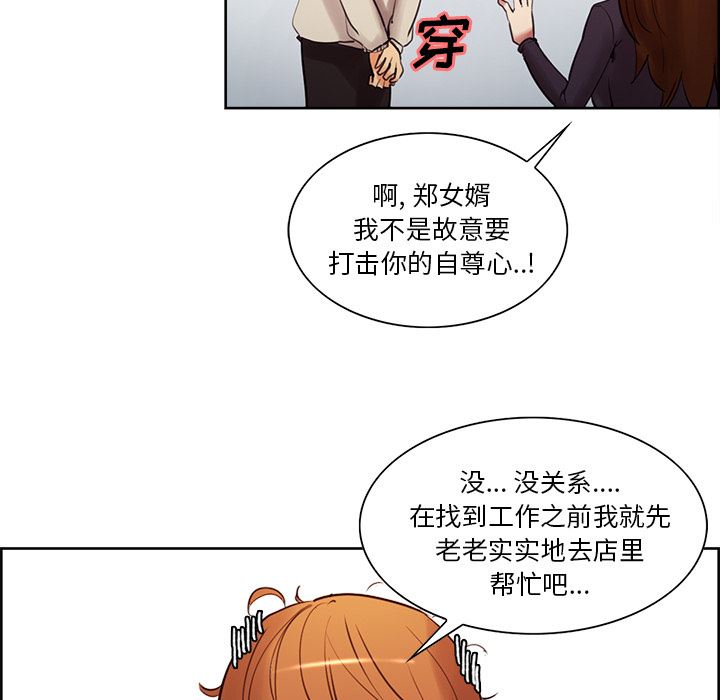 穿
啊, 郑女婿
我不是故意要
打击你的自尊心..!
没... 没关系....
在找到工作之前我就先
老老实实地去店里
帮忙吧...